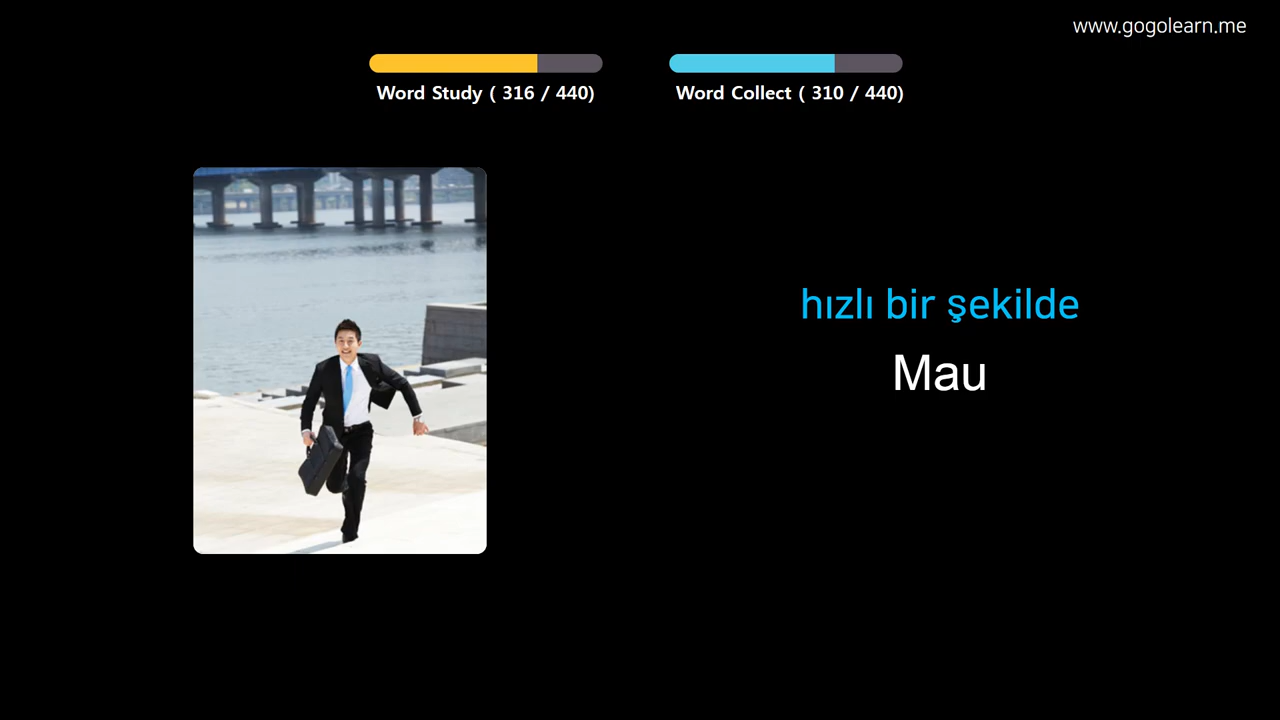 www.gogolearn.me
Word Study ( 316 / 440)
Word Collect ( 310 / 440)
hızlı bir şekilde
Mau